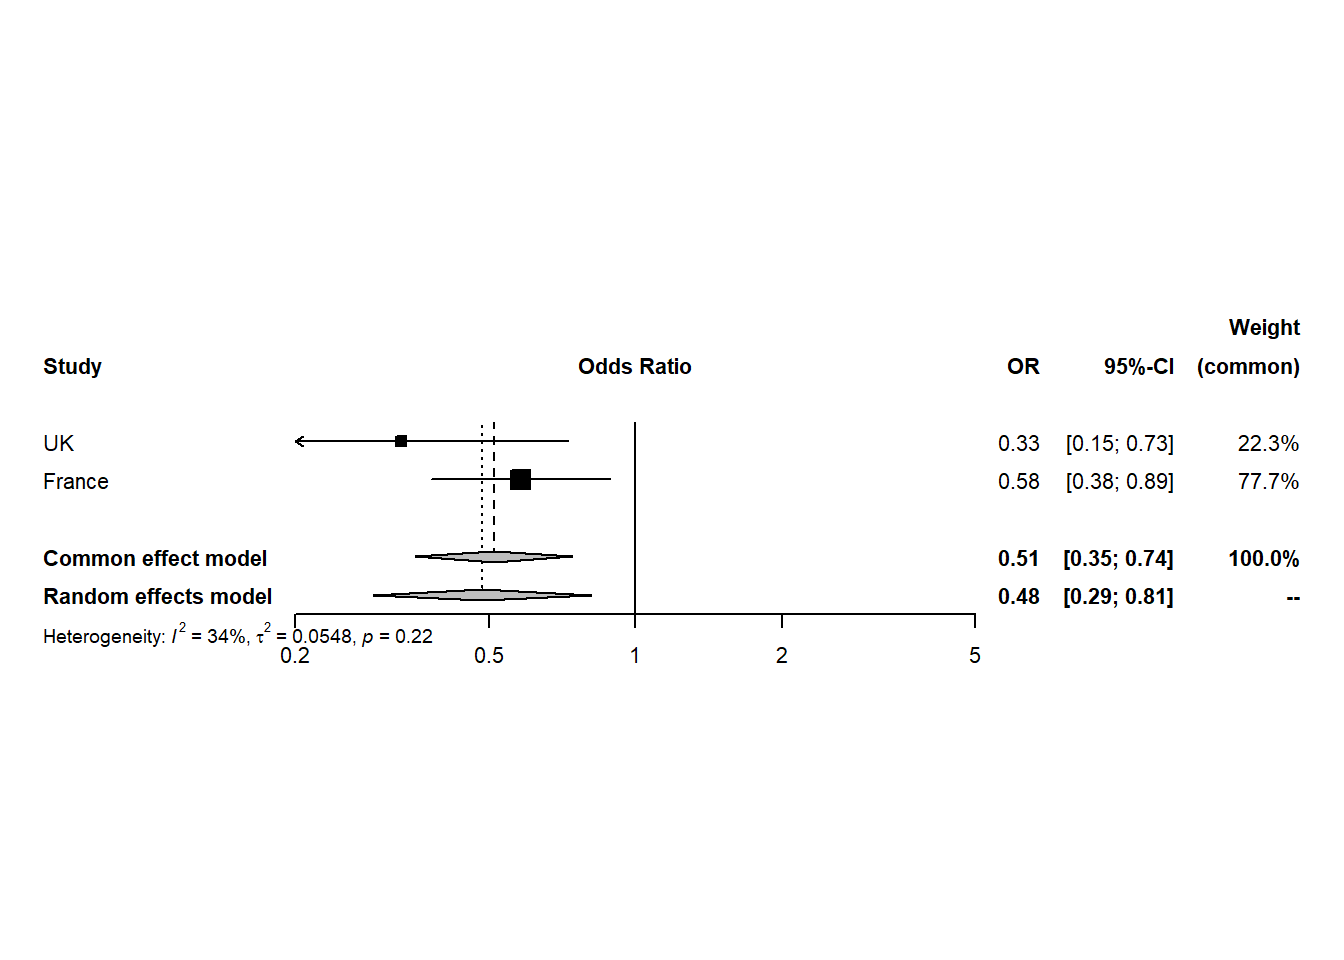 Weight
Study Odds Ratio OR 95%-CI (common)
UK 0.33 [0.15; 0.73] 22.3%
France 0.58 [0.38; 0.89] 77.7%
Common effect model 0.51 [0.35; 0.74] 100.0%
Random effects model 0.48 [0.29; 0.81] --
Heterogeneity: I² = 34%, τ² = 0.0548, p = 0.22
0.2 0.5 1 2 5